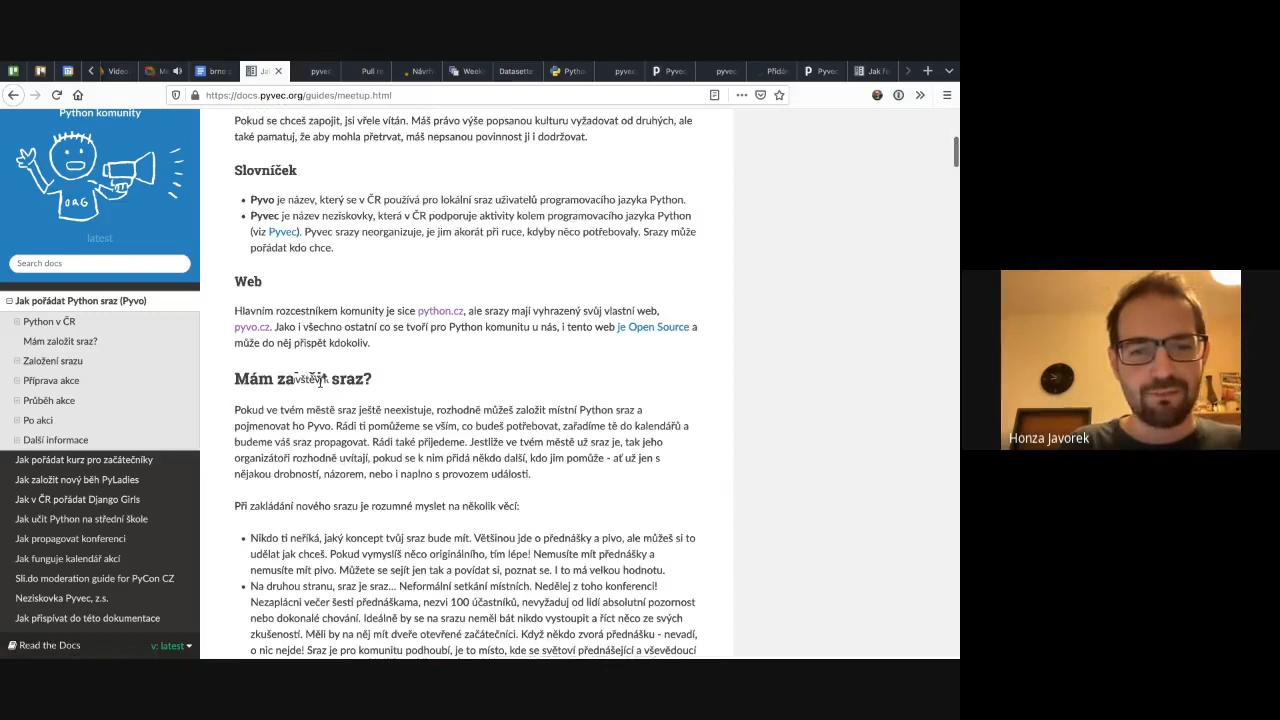 Video
M
brno
Ja
pyvec
Pull re
Návrh
Week
Datasette
Python
pyvec
Pyvec
pyvec
Přidán
Pyvec
Jak ř
https://docs.pyvec.org/guides/meetup.html
Python komunity
ORG
latest
Search docs
Jak pořádat Python sraz (Pyvo)
Python v ČR
Mám založit sraz?
Založení srazu
Příprava akce
Průběh akce
Po akci
Další informace
Jak pořádat kurz pro začátečníky
Jak založit nový běh PyLadies
Jak v ČR pořádat Django Girls
Jak učit Python na střední škole
Jak propagovat konferenci
Jak funguje kalendář akcí
Sli.do moderation guide for PyCon CZ
Neziskovka Pyvec, z.s.
Jak přispívat do této dokumentace
Read the Docs
v: latest
Pokud se chceš zapojit, jsi vřele vítán. Máš právo výše popsanou kulturu vyžadovat od druhých, ale
také pamatuj, že aby mohla přetrvat, máš nepsanou povinnost ji i dodržovat.
Slovníček
Pyvo je název, který se v ČR používá pro lokální sraz uživatelů programovacího jazyka Python.
Pyvec je název neziskovky, která v ČR podporuje aktivity kolem programovacího jazyka Python
(viz Pyvec). Pyvec srazy neorganizuje, je jim akorát při ruce, kdyby něco potřebovaly. Srazy může
pořádat kdo chce.
Web
Hlavním rozcestníkem komunity je sice python.cz, ale srazy mají vyhrazený svůj vlastní web,
pyvo.cz. Jako i všechno ostatní co se tvoří pro Python komunitu u nás, i tento web je Open Source a
může do něj přispět kdokoliv.
Mám založit sraz?
Pokud ve tvém městě sraz ještě neexistuje, rozhodně můžeš založit místní Python sraz a
pojmenovat ho Pyvo. Rádi ti pomůžeme se vším, co budeš potřebovat, zařadíme tě do kalendářů a
budeme váš sraz propagovat. Rádi také přijedeme. Jestliže ve tvém městě už sraz je, tak jeho
organizátoři rozhodně uvítají, pokud se k nim přidá někdo další, kdo jim pomůže - ať už jen s
nějakou drobností, názorem, nebo i naplno s provozem události.
Při zakládání nového srazu je rozumné myslet na několik věcí:
Nikdo ti neříká, jaký koncept tvůj sraz bude mít. Většinou jde o přednášky a pivo, ale můžeš si to
udělat jak chceš. Pokud vymyslíš něco originálního, tím lépe! Nemusíte mít přednášky a
nemusíte mít pivo. Můžete se sejít jen tak a povídat si, poznat se. I to má velkou hodnotu.
Na druhou stranu, sraz je sraz... Neformální setkání místních. Nedělej z toho konferenci!
Nezaplácni večer šesti přednáškama, nezvi 100 účastníků, nevyžaduj od lidí absolutní pozornost
nebo dokonalé chování. Ideálně by se na srazu neměl bát nikdo vystoupit a říct něco ze svých
zkušeností. Měli by na něj mít dveře otevřené začátečníci. Když někdo zvorá přednášku - nevadí,
o nic nejde! Sraz je pro komunitu podhoubí, je to místo, kde se světoví přednášející a vševědoucí
Honza Javorek